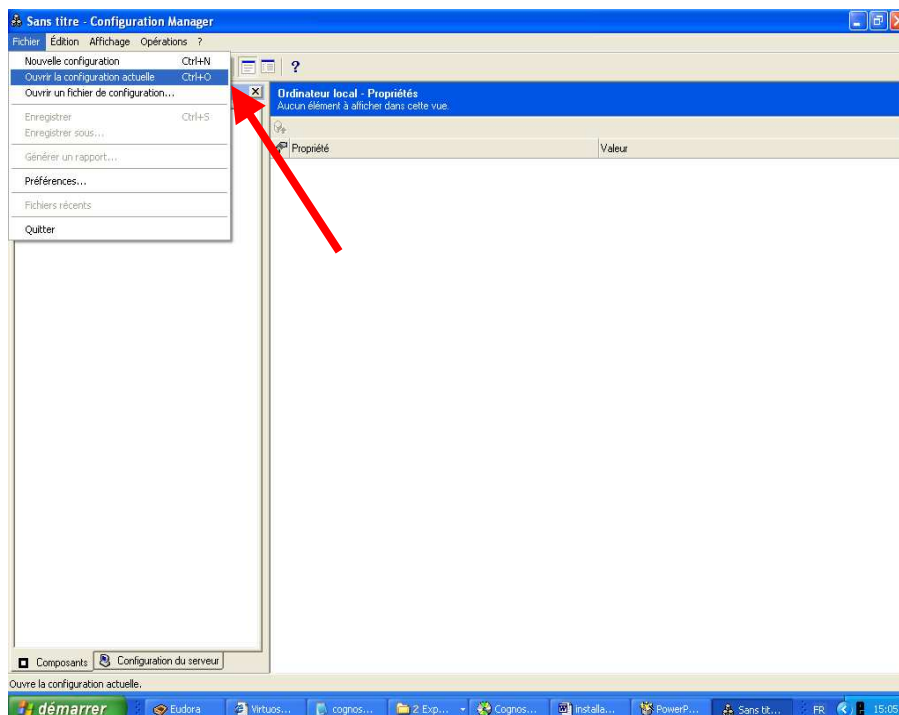 Sans titre - Configuration Manager
Fichier Édition Affichage Opérations ?
Nouvelle configuration Ctrl+N
Ouvrir la configuration actuelle Ctrl+O
Ouvrir un fichier de configuration...
Enregistrer Ctrl+S
Enregistrer sous...
Générer un rapport...
Préférences...
Fichiers récents
Quitter
?
Ordinateur local - Propriétés
Aucun élément à afficher dans cette vue.
Propriété Valeur
Composants Configuration du serveur
Ouvre la configuration actuelle.
démarrer Eudora Virtuos... cognos... 2 Exp... Cognos... installa... PowerP... Sans tit... FR 15:05